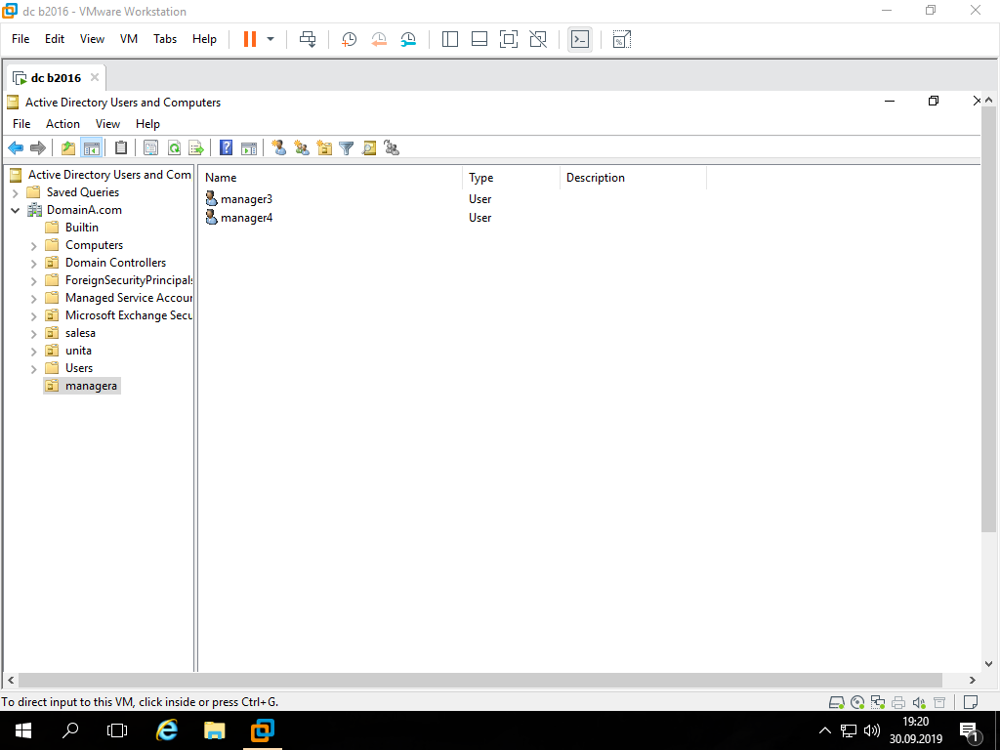 dc b2016 - VMware Workstation
File Edit View VM Tabs Help
dc b2016
Active Directory Users and Computers
File Action View Help
Active Directory Users and Com
Saved Queries
DomainA.com
Builtin
Computers
Domain Controllers
ForeignSecurityPrincipals
Managed Service Accour
Microsoft Exchange Secu
salesa
unita
Users
managera
Name Type Description
manager3 User
manager4 User
To direct input to this VM, click inside or press Ctrl+G.
19:20
30.09.2019
1